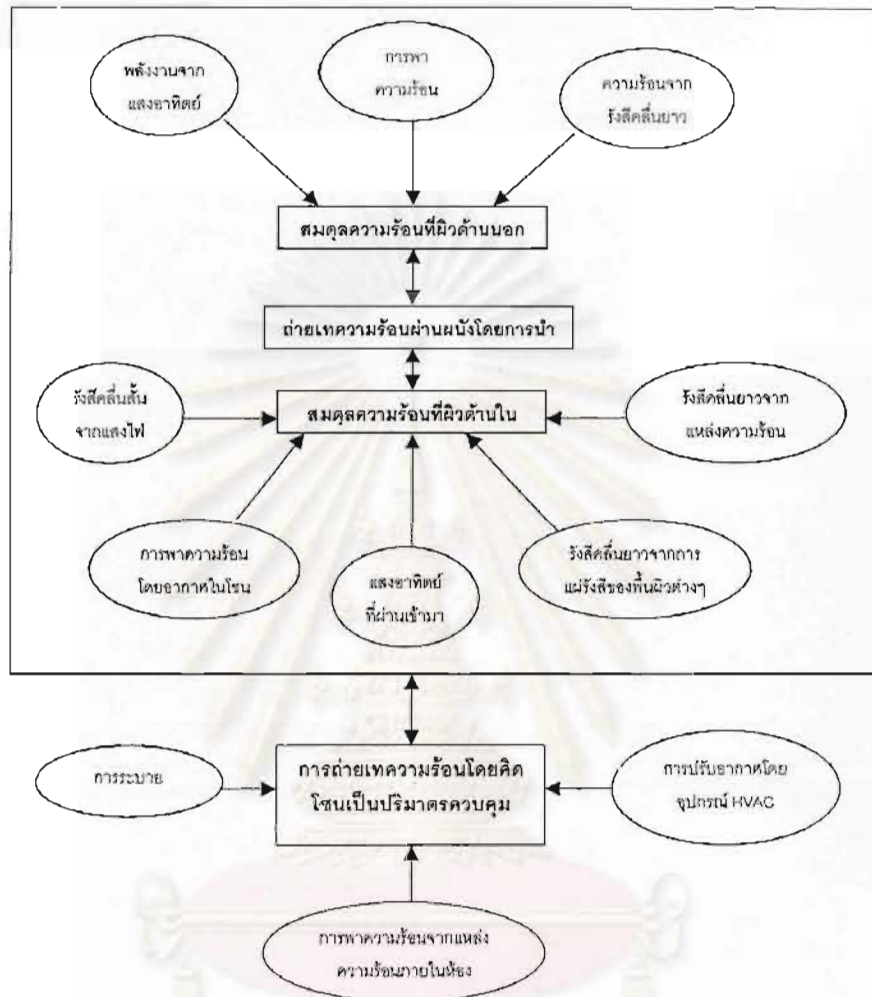 พลังงานจาก
แสงอาทิตย์
การพา
ความร้อน
ความร้อนจาก
รังสีคลื่นยาว
สมดุลความร้อนที่ผิวด้านนอก
ถ่ายเทความร้อนผ่านผนังโดยการนำ
รังสีคลื่นสั้น
จากแสงไฟ
สมดุลความร้อนที่ผิวด้านใน
รังสีคลื่นยาวจาก
แหล่งความร้อน
การพาความร้อน
โดยอากาศในโซน
แสงอาทิตย์
ที่ผ่านเข้ามา
รังสีคลื่นยาวจากการ
แผ่รังสีของพื้นผิวต่างๆ
การระบาย
การถ่ายเทความร้อนโดยคิด
โซนเป็นปริมาตรควบคุม
การปรับอากาศโดย
อุปกรณ์ HVAC
การพาความร้อนจากแหล่ง
ความร้อนภายในห้อง